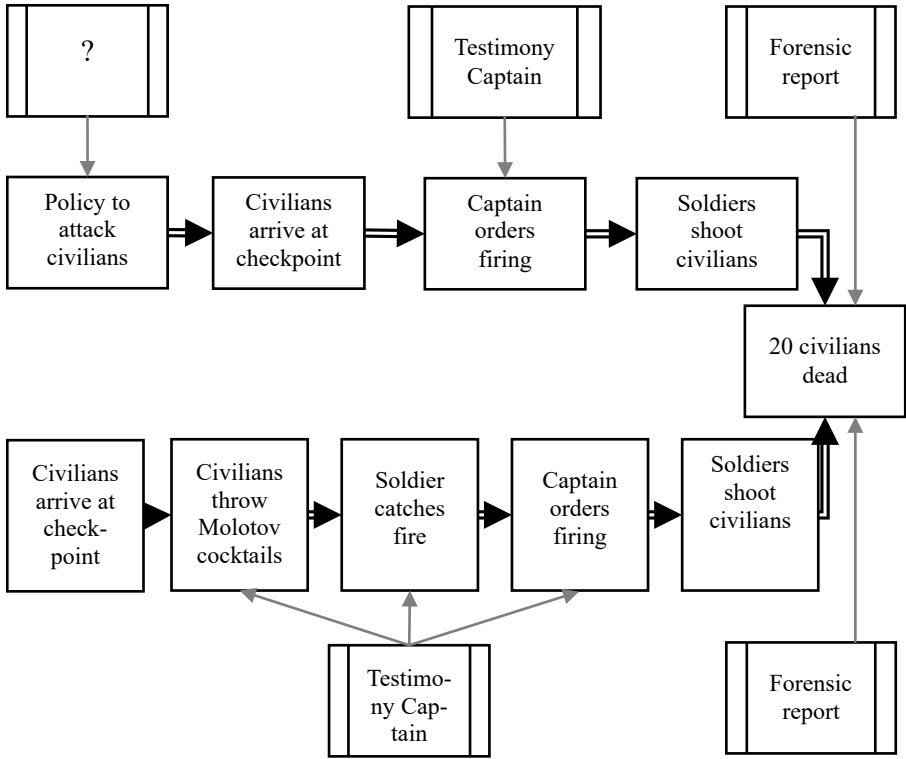 ?
Testimony
Captain
Forensic
report
Policy to
attack
civilians
Civilians
arrive at
checkpoint
Captain
orders
firing
Soldiers
shoot
civilians
20 civilians
dead
Civilians
arrive at
check-
point
Civilians
throw
Molotov
cocktails
Soldier
catches
fire
Captain
orders
firing
Soldiers
shoot
civilians
Testimo-
ny Cap-
tain
Forensic
report